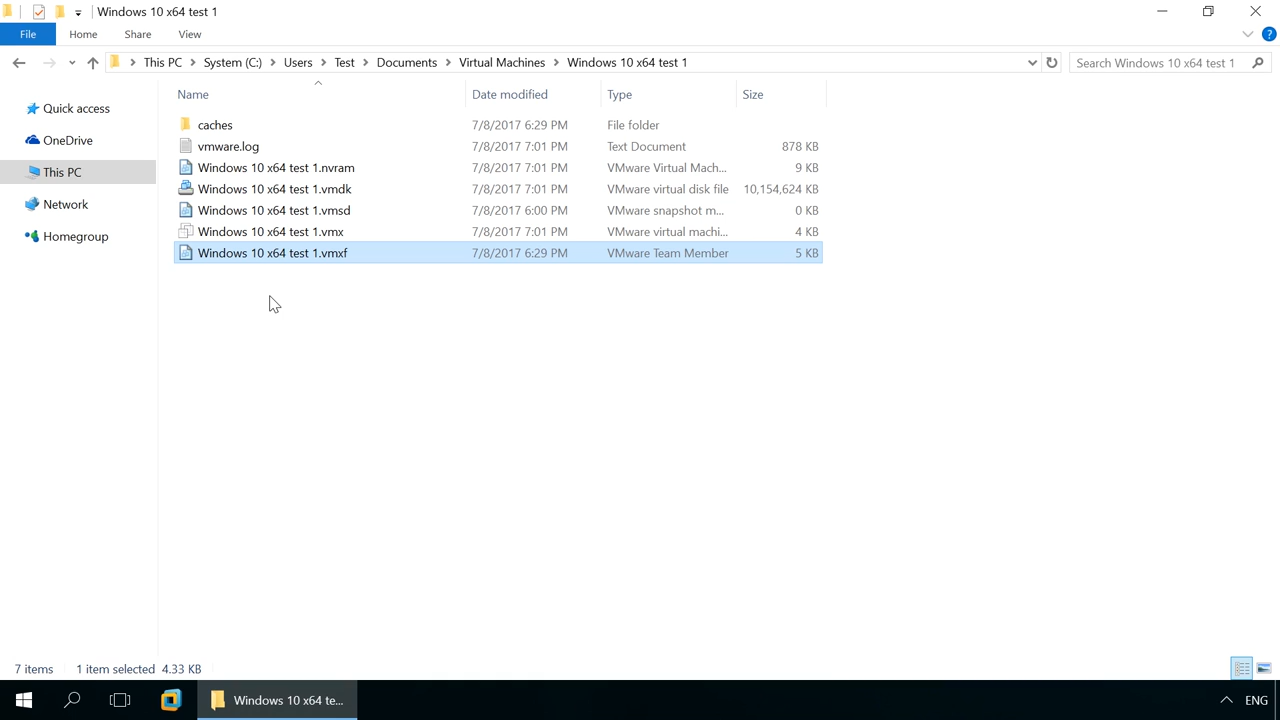 Windows 10 x64 test 1
File Home Share View
This PC System (C:) Users Test Documents Virtual Machines Windows 10 x64 test 1 Search Windows 10 x64 test 1
Name Date modified Type Size
Quick access
OneDrive
This PC
Network
Homegroup
caches 7/8/2017 6:29 PM File folder
vmware.log 7/8/2017 7:01 PM Text Document 878 KB
Windows 10 x64 test 1.nvram 7/8/2017 7:01 PM VMware Virtual Mach... 9 KB
Windows 10 x64 test 1.vmdk 7/8/2017 7:01 PM VMware virtual disk file 10,154,624 KB
Windows 10 x64 test 1.vmsd 7/8/2017 6:00 PM VMware snapshot m... 0 KB
Windows 10 x64 test 1.vmx 7/8/2017 7:01 PM VMware virtual machi... 4 KB
Windows 10 x64 test 1.vmxf 7/8/2017 6:29 PM VMware Team Member 5 KB
7 items 1 item selected 4.33 KB
Windows 10 x64 te... ENG